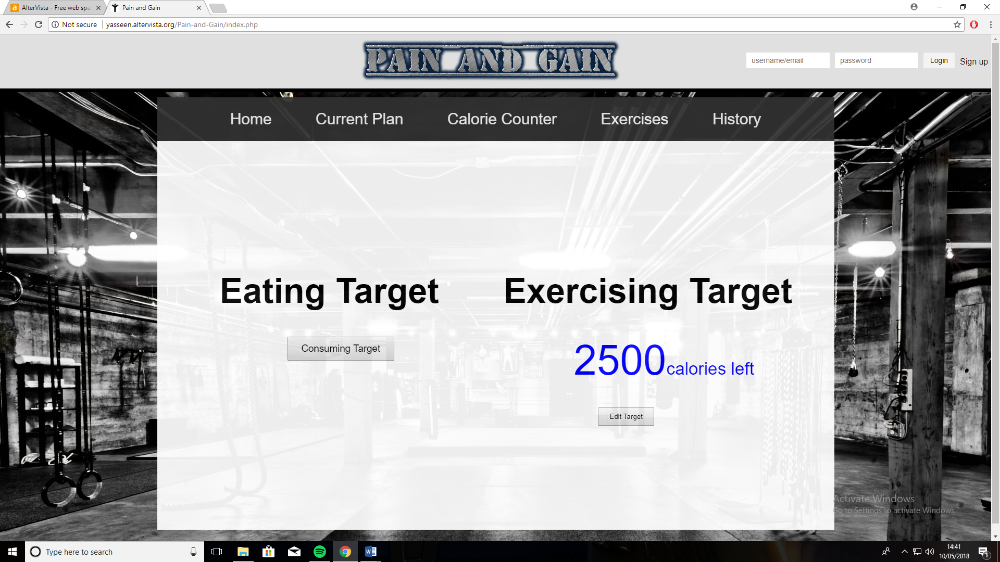 AlterVista - Free web spa
Pain and Gain
Not secure
yasseen.altervista.org/Pain-and-Gain/index.php
PAIN AND GAIN
username/email
password
Login
Sign up
Home
Current Plan
Calorie Counter
Exercises
History
Eating Target
Exercising Target
Consuming Target
2500 calories left
Edit Target
Activate Windows
Go to Settings to activate Windows.
Type here to search
14:41
10/05/2018
1